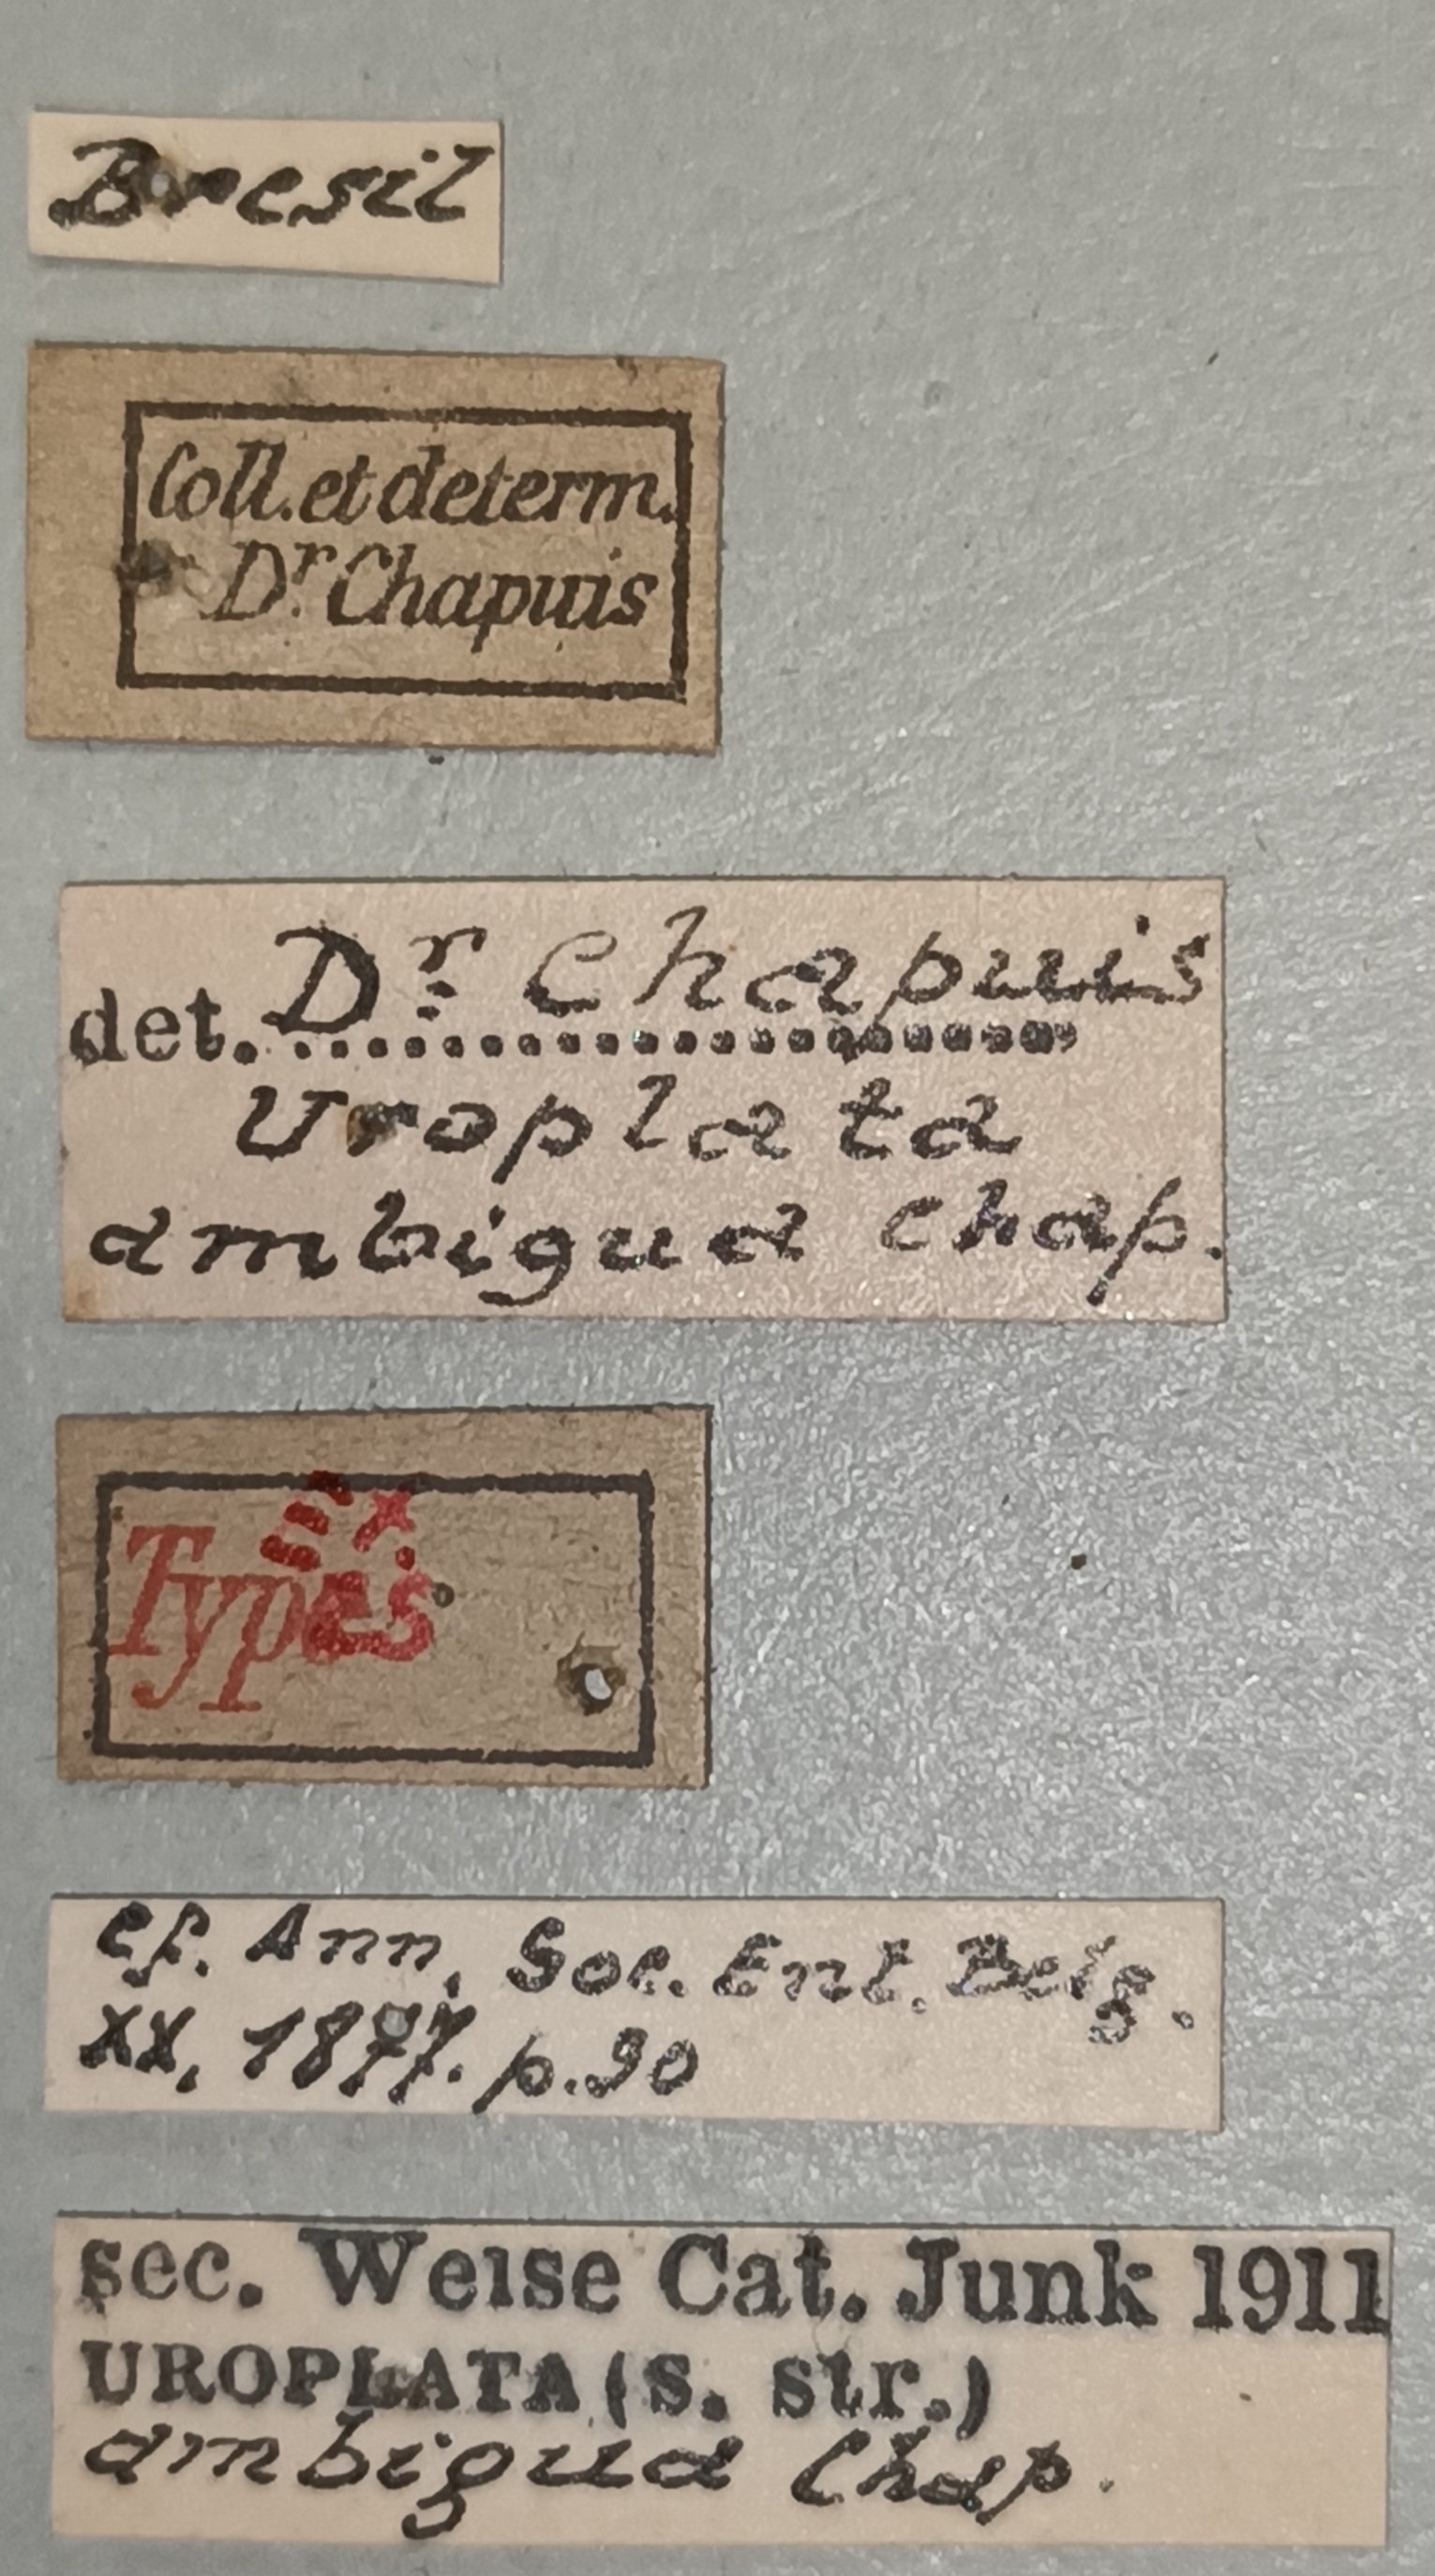 Bresil
Coll. et determ.
Dr. Chapuis
det. Dr. Chapuis
Uroplata
ambigua Chap.
Types
cf. Ann. Soc. Ent. Belg.
XX, 1877. p.30
sec. Weise Cat. Junk 1911
UROPLATA (s. str.)
ambigua Chap.